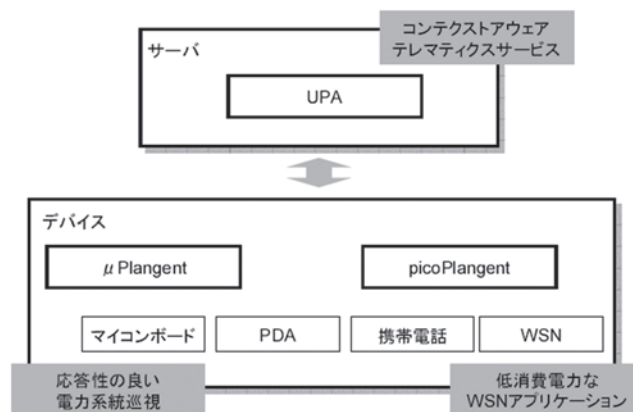 コンテクストアウェア
テレマティクスサービス
サーバ
UPA
デバイス
μ Plangent
picoPlangent
マイコンボード
PDA
携帯電話
WSN
応答性の良い
電力系統巡視
低消費電力な
WSNアプリケーション